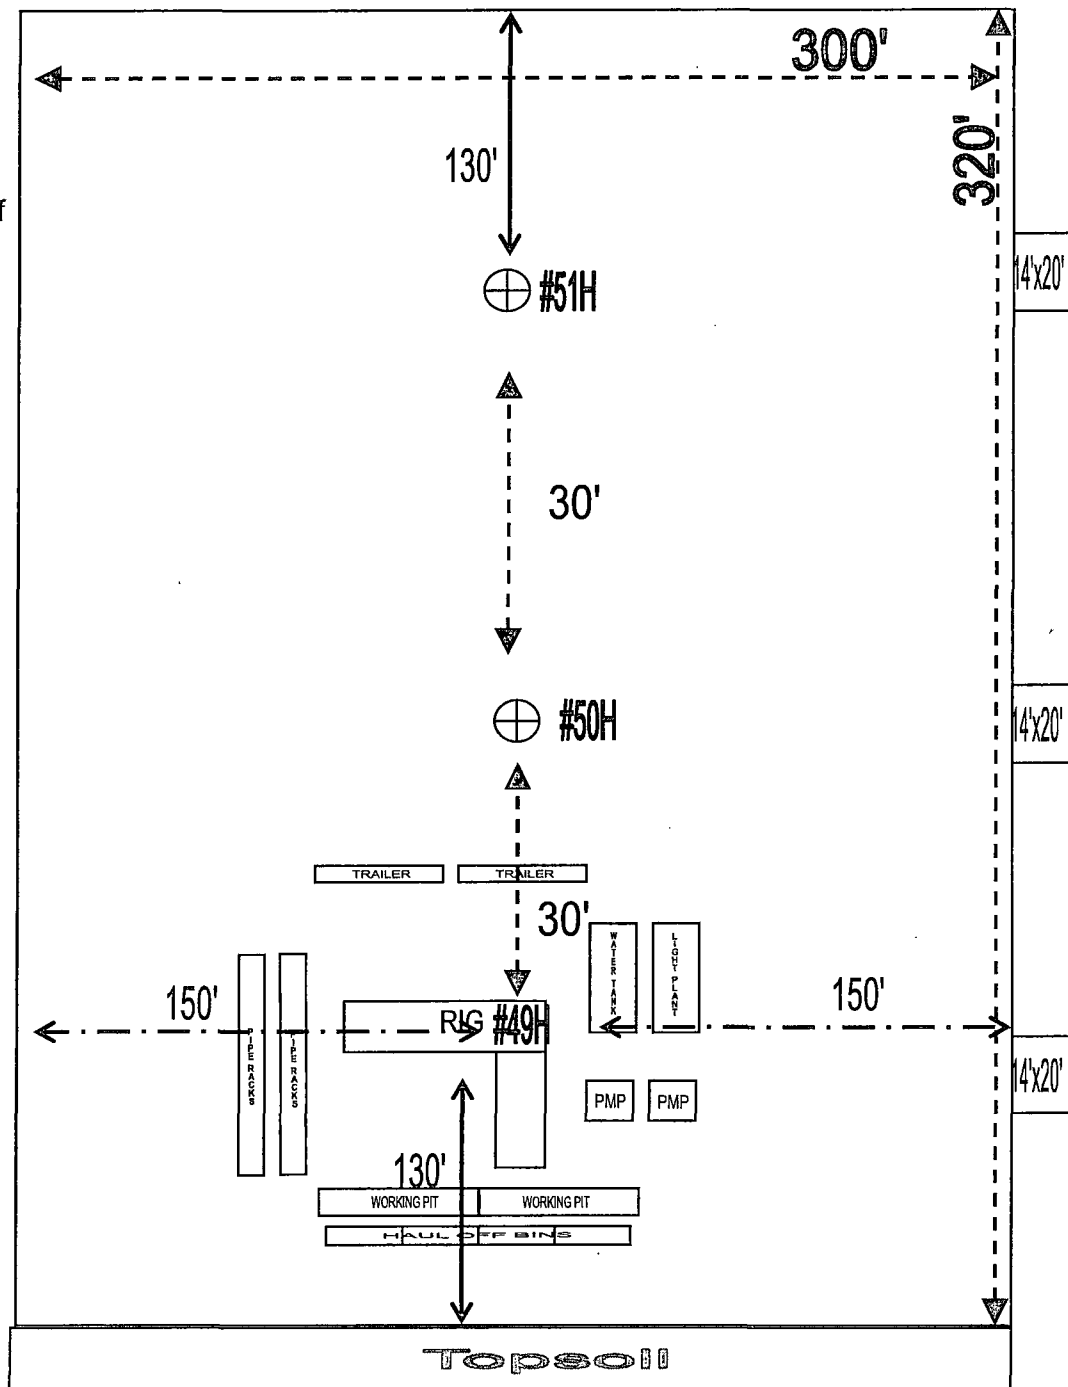 300'
130'
320'
f
14'x20'
#51H
30'
14'x20'
#50H
TRAILER
TRAILER
30'
WATER TANK
LIGHT PLANT
150'
RIG #49H
150'
PIPE RACKS
PIPE RACKS
14'x20'
PMP
PMP
130'
WORKING PIT
WORKING PIT
HAUL OFF BINS
Topsoil